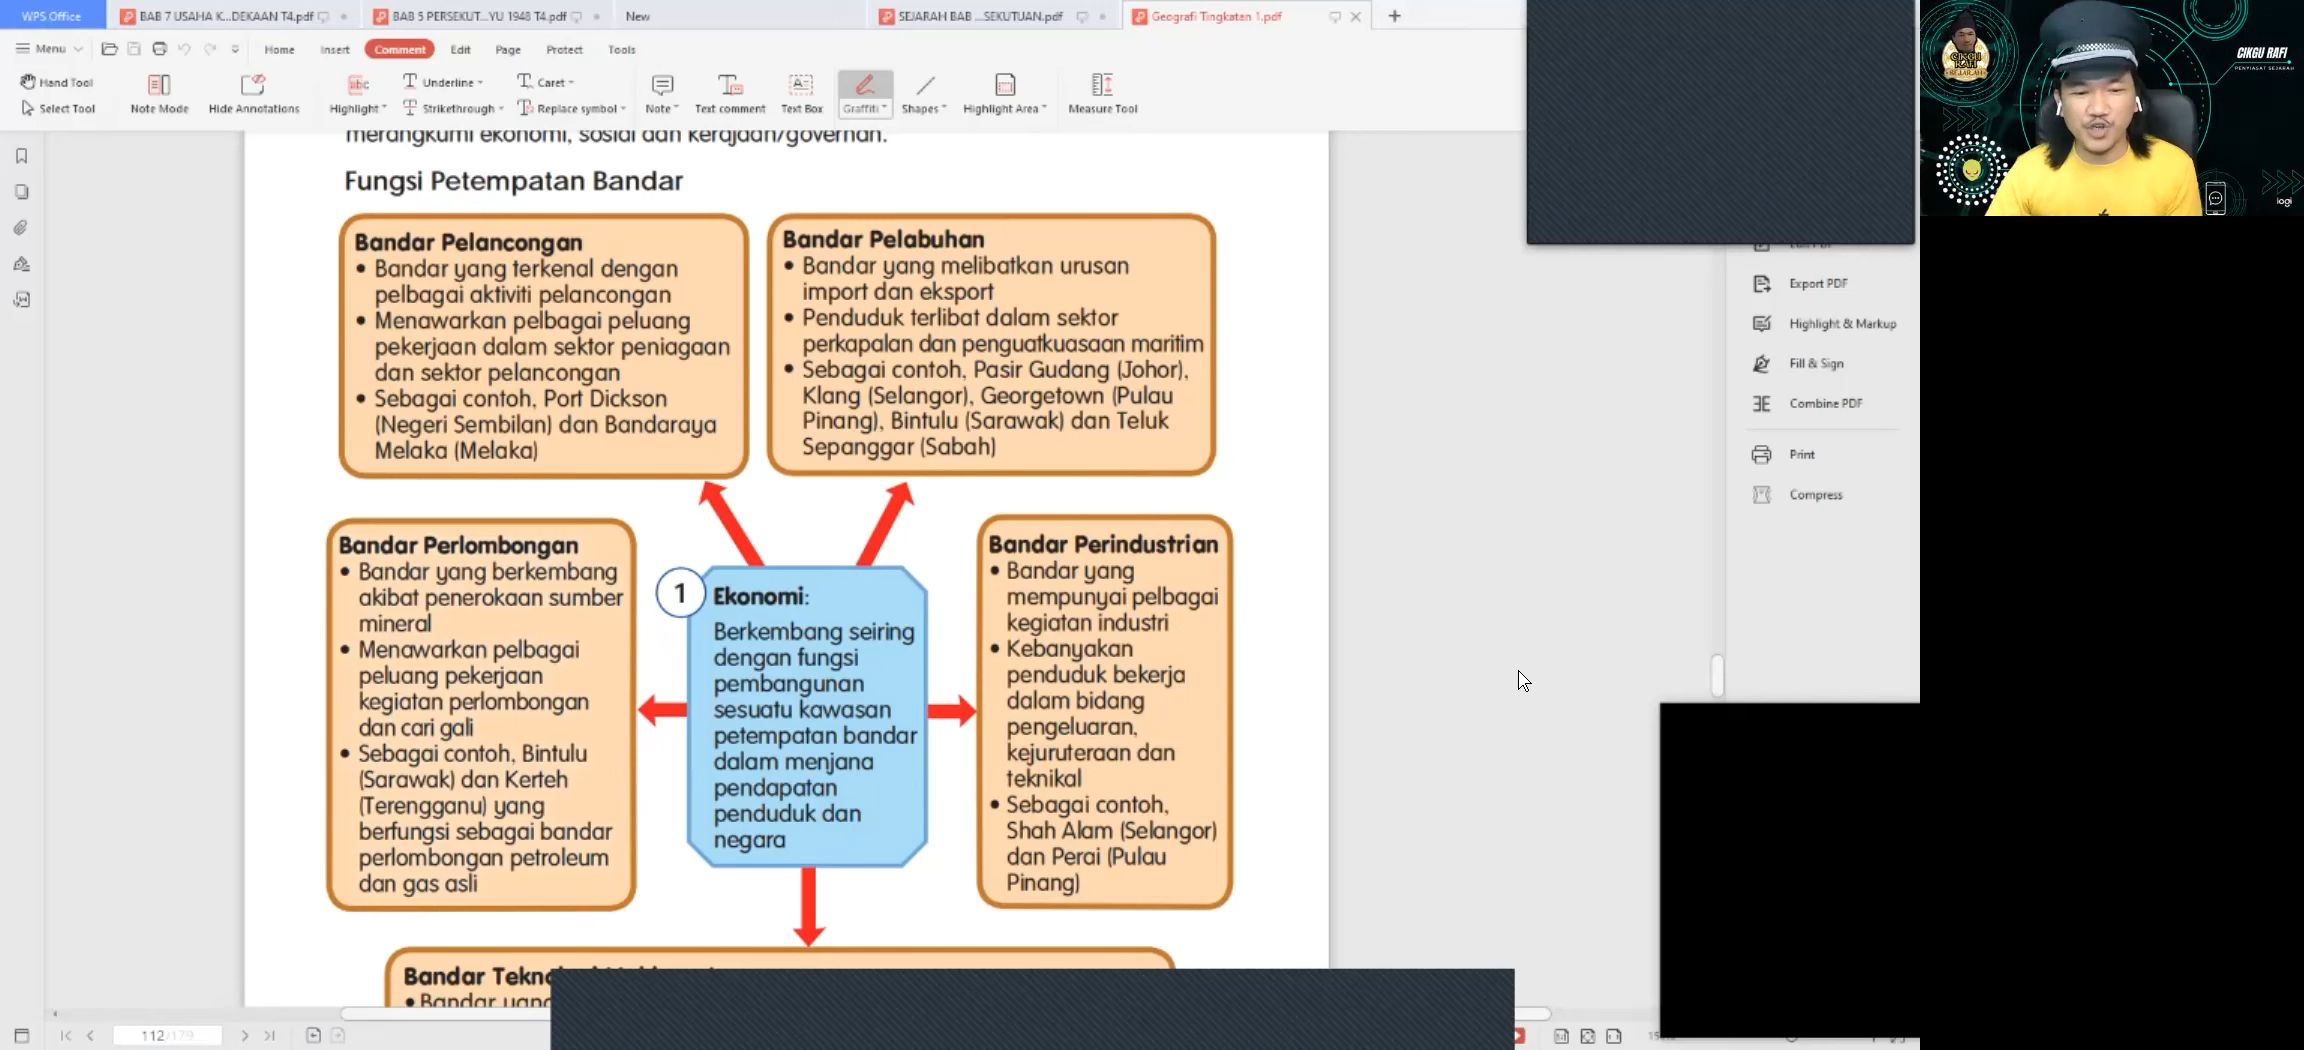 WPS Office
BAB 7 USAHA K...DEKAAN T4.pdf
BAB 5 PERSEKUT...YU 1948 T4.pdf
New
SEJARAH BAB ...SEKUTUAN.pdf
Geografi Tingkatan 1.pdf
Menu
Home
Insert
Comment
Edit
Page
Protect
Tools
Hand Tool
Select Tool
Note Mode
Hide Annotations
Highlight
Underline
Strikethrough
Caret
Replace symbol
Note
Text comment
Text Box
Graffiti
Shapes
Highlight Area
Measure Tool
merangkumi ekonomi, sosial dan kerajaan/governan.
Fungsi Petempatan Bandar
Bandar Pelancongan
• Bandar yang terkenal dengan
pelbagai aktiviti pelancongan
• Menawarkan pelbagai peluang
pekerjaan dalam sektor peniagaan
dan sektor pelancongan
• Sebagai contoh, Port Dickson
(Negeri Sembilan) dan Bandaraya
Melaka (Melaka)
Bandar Pelabuhan
• Bandar yang melibatkan urusan
import dan eksport
• Penduduk terlibat dalam sektor
perkapalan dan penguatkuasaan maritim
• Sebagai contoh, Pasir Gudang (Johor),
Klang (Selangor), Georgetown (Pulau
Pinang), Bintulu (Sarawak) dan Teluk
Sepanggar (Sabah)
Bandar Perlombongan
• Bandar yang berkembang
akibat penerokaan sumber
mineral
• Menawarkan pelbagai
peluang pekerjaan
kegiatan perlombongan
dan cari gali
• Sebagai contoh, Bintulu
(Sarawak) dan Kerteh
(Terengganu) yang
berfungsi sebagai bandar
perlombongan petroleum
dan gas asli
1
Ekonomi:
Berkembang seiring
dengan fungsi
pembangunan
sesuatu kawasan
petempatan bandar
dalam menjana
pendapatan
penduduk dan
negara
Bandar Perindustrian
• Bandar yang
mempunyai pelbagai
kegiatan industri
• Kebanyakan
penduduk bekerja
dalam bidang
pengeluaran,
kejuruteraan dan
teknikal
• Sebagai contoh,
Shah Alam (Selangor)
dan Perai (Pulau
Pinang)
Bandar
• Bandar
Export PDF
Highlight & Markup
Fill & Sign
Combine PDF
Print
Compress
112/179
CIKGU RAFI
PENYIASAT SEJARAH
CIKGU
RAFI
SEJARAH
logi